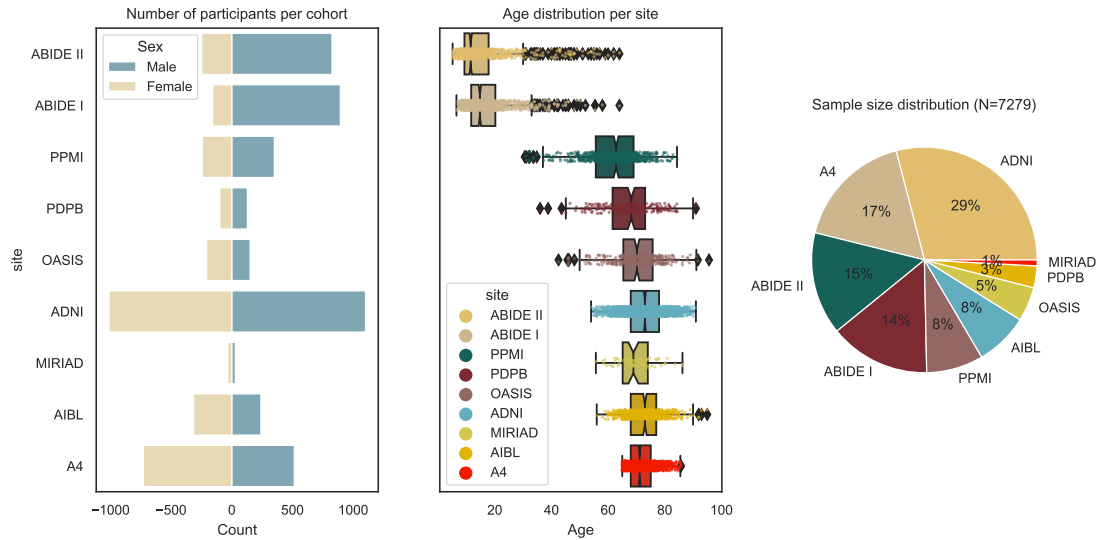 Number of participants per cohort
site
ABIDE II
ABIDE I
PPMI
PDPB
OASIS
ADNI
MIRIAD
AIBL
A4
Sex
Male
Female
−1000
−500
0
500
1000
Count
Age distribution per site
site
ABIDE II
ABIDE I
PPMI
PDPB
OASIS
ADNI
MIRIAD
AIBL
A4
20
40
60
80
100
Age
Sample size distribution (N=7279)
ADNI
29%
A4
17%
ABIDE II
15%
ABIDE I
14%
PPMI
8%
AIBL
8%
OASIS
5%
PDPB
3%
MIRIAD
1%